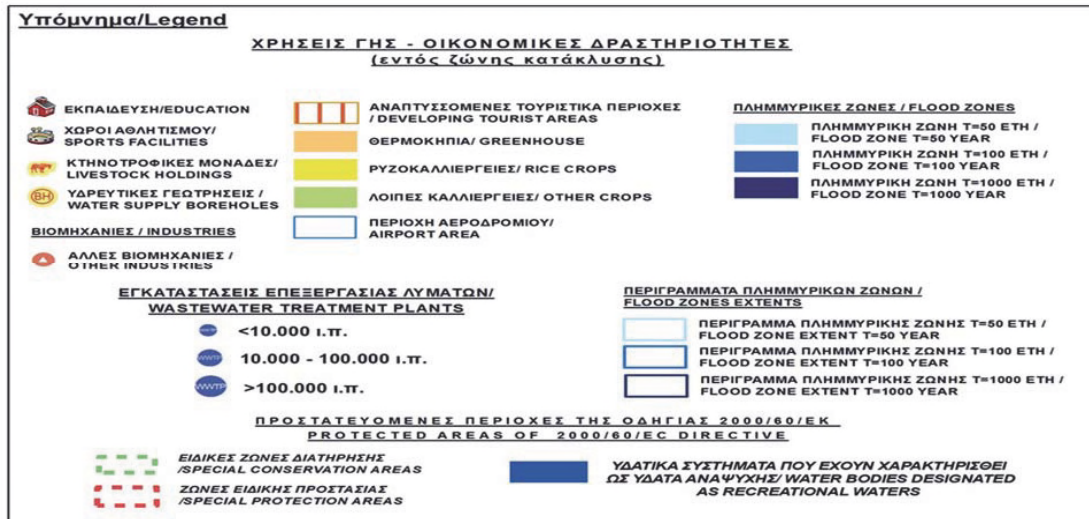 Υπόμνημα/Legend
ΧΡΗΣΕΙΣ ΓΗΣ - ΟΙΚΟΝΟΜΙΚΕΣ ΔΡΑΣΤΗΡΙΟΤΗΤΕΣ
(εντός ζώνης κατάκλυσης)
ΕΚΠΑΙΔΕΥΣΗ/EDUCATION
ΧΩΡΟΙ ΑΘΛΗΤΙΣΜΟΥ/
SPORTS FACILITIES
ΚΤΗΝΟΤΡΟΦΙΚΕΣ ΜΟΝΑΔΕΣ/
LIVESTOCK HOLDINGS
BH
ΥΔΡΕΥΤΙΚΕΣ ΓΕΩΤΡΗΣΕΙΣ /
WATER SUPPLY BOREHOLES
ΒΙΟΜΗΧΑΝΙΕΣ / INDUSTRIES
ΑΛΛΕΣ ΒΙΟΜΗΧΑΝΙΕΣ /
OTHER INDUSTRIES
ΑΝΑΠΤΥΣΣΟΜΕΝΕΣ ΤΟΥΡΙΣΤΙΚΑ ΠΕΡΙΟΧΕΣ
/ DEVELOPING TOURIST AREAS
ΘΕΡΜΟΚΗΠΙΑ/ GREENHOUSE
ΡΥΖΟΚΑΛΛΙΕΡΓΕΙΕΣ/ RICE CROPS
ΛΟΙΠΕΣ ΚΑΛΛΙΕΡΓΕΙΕΣ/ OTHER CROPS
ΠΕΡΙΟΧΗ ΑΕΡΟΔΡΟΜΙΟΥ/
AIRPORT AREA
ΠΛΗΜΜΥΡΙΚΕΣ ΖΩΝΕΣ / FLOOD ZONES
ΠΛΗΜΜΥΡΙΚΗ ΖΩΝΗ T=50 ΕΤΗ /
FLOOD ZONE T=50 YEAR
ΠΛΗΜΜΥΡΙΚΗ ΖΩΝΗ T=100 ΕΤΗ /
FLOOD ZONE T=100 YEAR
ΠΛΗΜΜΥΡΙΚΗ ΖΩΝΗ T=1000 ΕΤΗ /
FLOOD ZONE T=1000 YEAR
ΕΓΚΑΤΑΣΤΑΣΕΙΣ ΕΠΕΞΕΡΓΑΣΙΑΣ ΛΥΜΑΤΩΝ/
WASTEWATER TREATMENT PLANTS
<10.000 ι.π.
10.000 - 100.000 ι.π.
WWTP
>100.000 ι.π.
ΠΕΡΙΓΡΑΜΜΑΤΑ ΠΛΗΜΜΥΡΙΚΩΝ ΖΩΝΩΝ /
FLOOD ZONES EXTENTS
ΠΕΡΙΓΡΑΜΜΑ ΠΛΗΜΜΥΡΙΚΗΣ ΖΩΝΗΣ T=50 ΕΤΗ /
FLOOD ZONE EXTENT T=50 YEAR
ΠΕΡΙΓΡΑΜΜΑ ΠΛΗΜΜΥΡΙΚΗΣ ΖΩΝΗΣ T=100 ΕΤΗ /
FLOOD ZONE EXTENT T=100 YEAR
ΠΕΡΙΓΡΑΜΜΑ ΠΛΗΜΜΥΡΙΚΗΣ ΖΩΝΗΣ T=1000 ΕΤΗ /
FLOOD ZONE EXTENT T=1000 YEAR
ΠΡΟΣΤΑΤΕΥΟΜΕΝΕΣ ΠΕΡΙΟΧΕΣ ΤΗΣ ΟΔΗΓΙΑΣ 2000/60/ΕΚ
PROTECTED AREAS OF 2000/60/EC DIRECTIVE
ΕΙΔΙΚΕΣ ΖΩΝΕΣ ΔΙΑΤΗΡΗΣΗΣ
/SPECIAL CONSERVATION AREAS
ΖΩΝΕΣ ΕΙΔΙΚΗΣ ΠΡΟΣΤΑΣΙΑΣ
/SPECIAL PROTECTION AREAS
ΥΔΑΤΙΚΑ ΣΥΣΤΗΜΑΤΑ ΠΟΥ ΕΧΟΥΝ ΧΑΡΑΚΤΗΡΙΣΘΕΙ
ΩΣ ΥΔΑΤΑ ΑΝΑΨΥΧΗΣ/ WATER BODIES DESIGNATED
AS RECREATIONAL WATERS